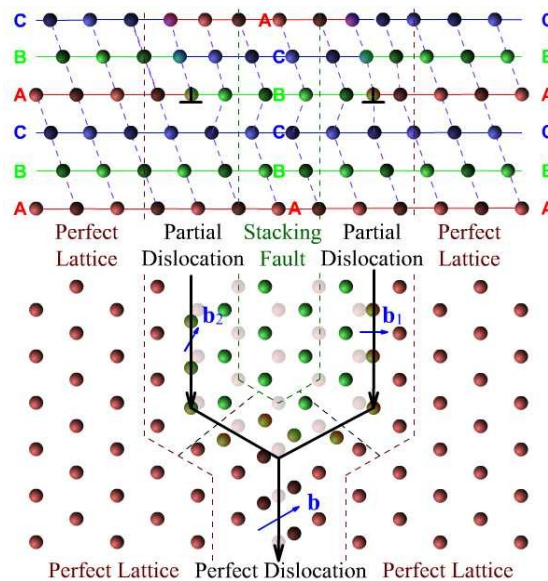 C A C
B C B
A B A
C C C
B B B
A A A
Perfect Partial Stacking Partial Perfect
Lattice Dislocation Fault Dislocation Lattice
b2 b1
b
Perfect Lattice Perfect Dislocation Perfect Lattice